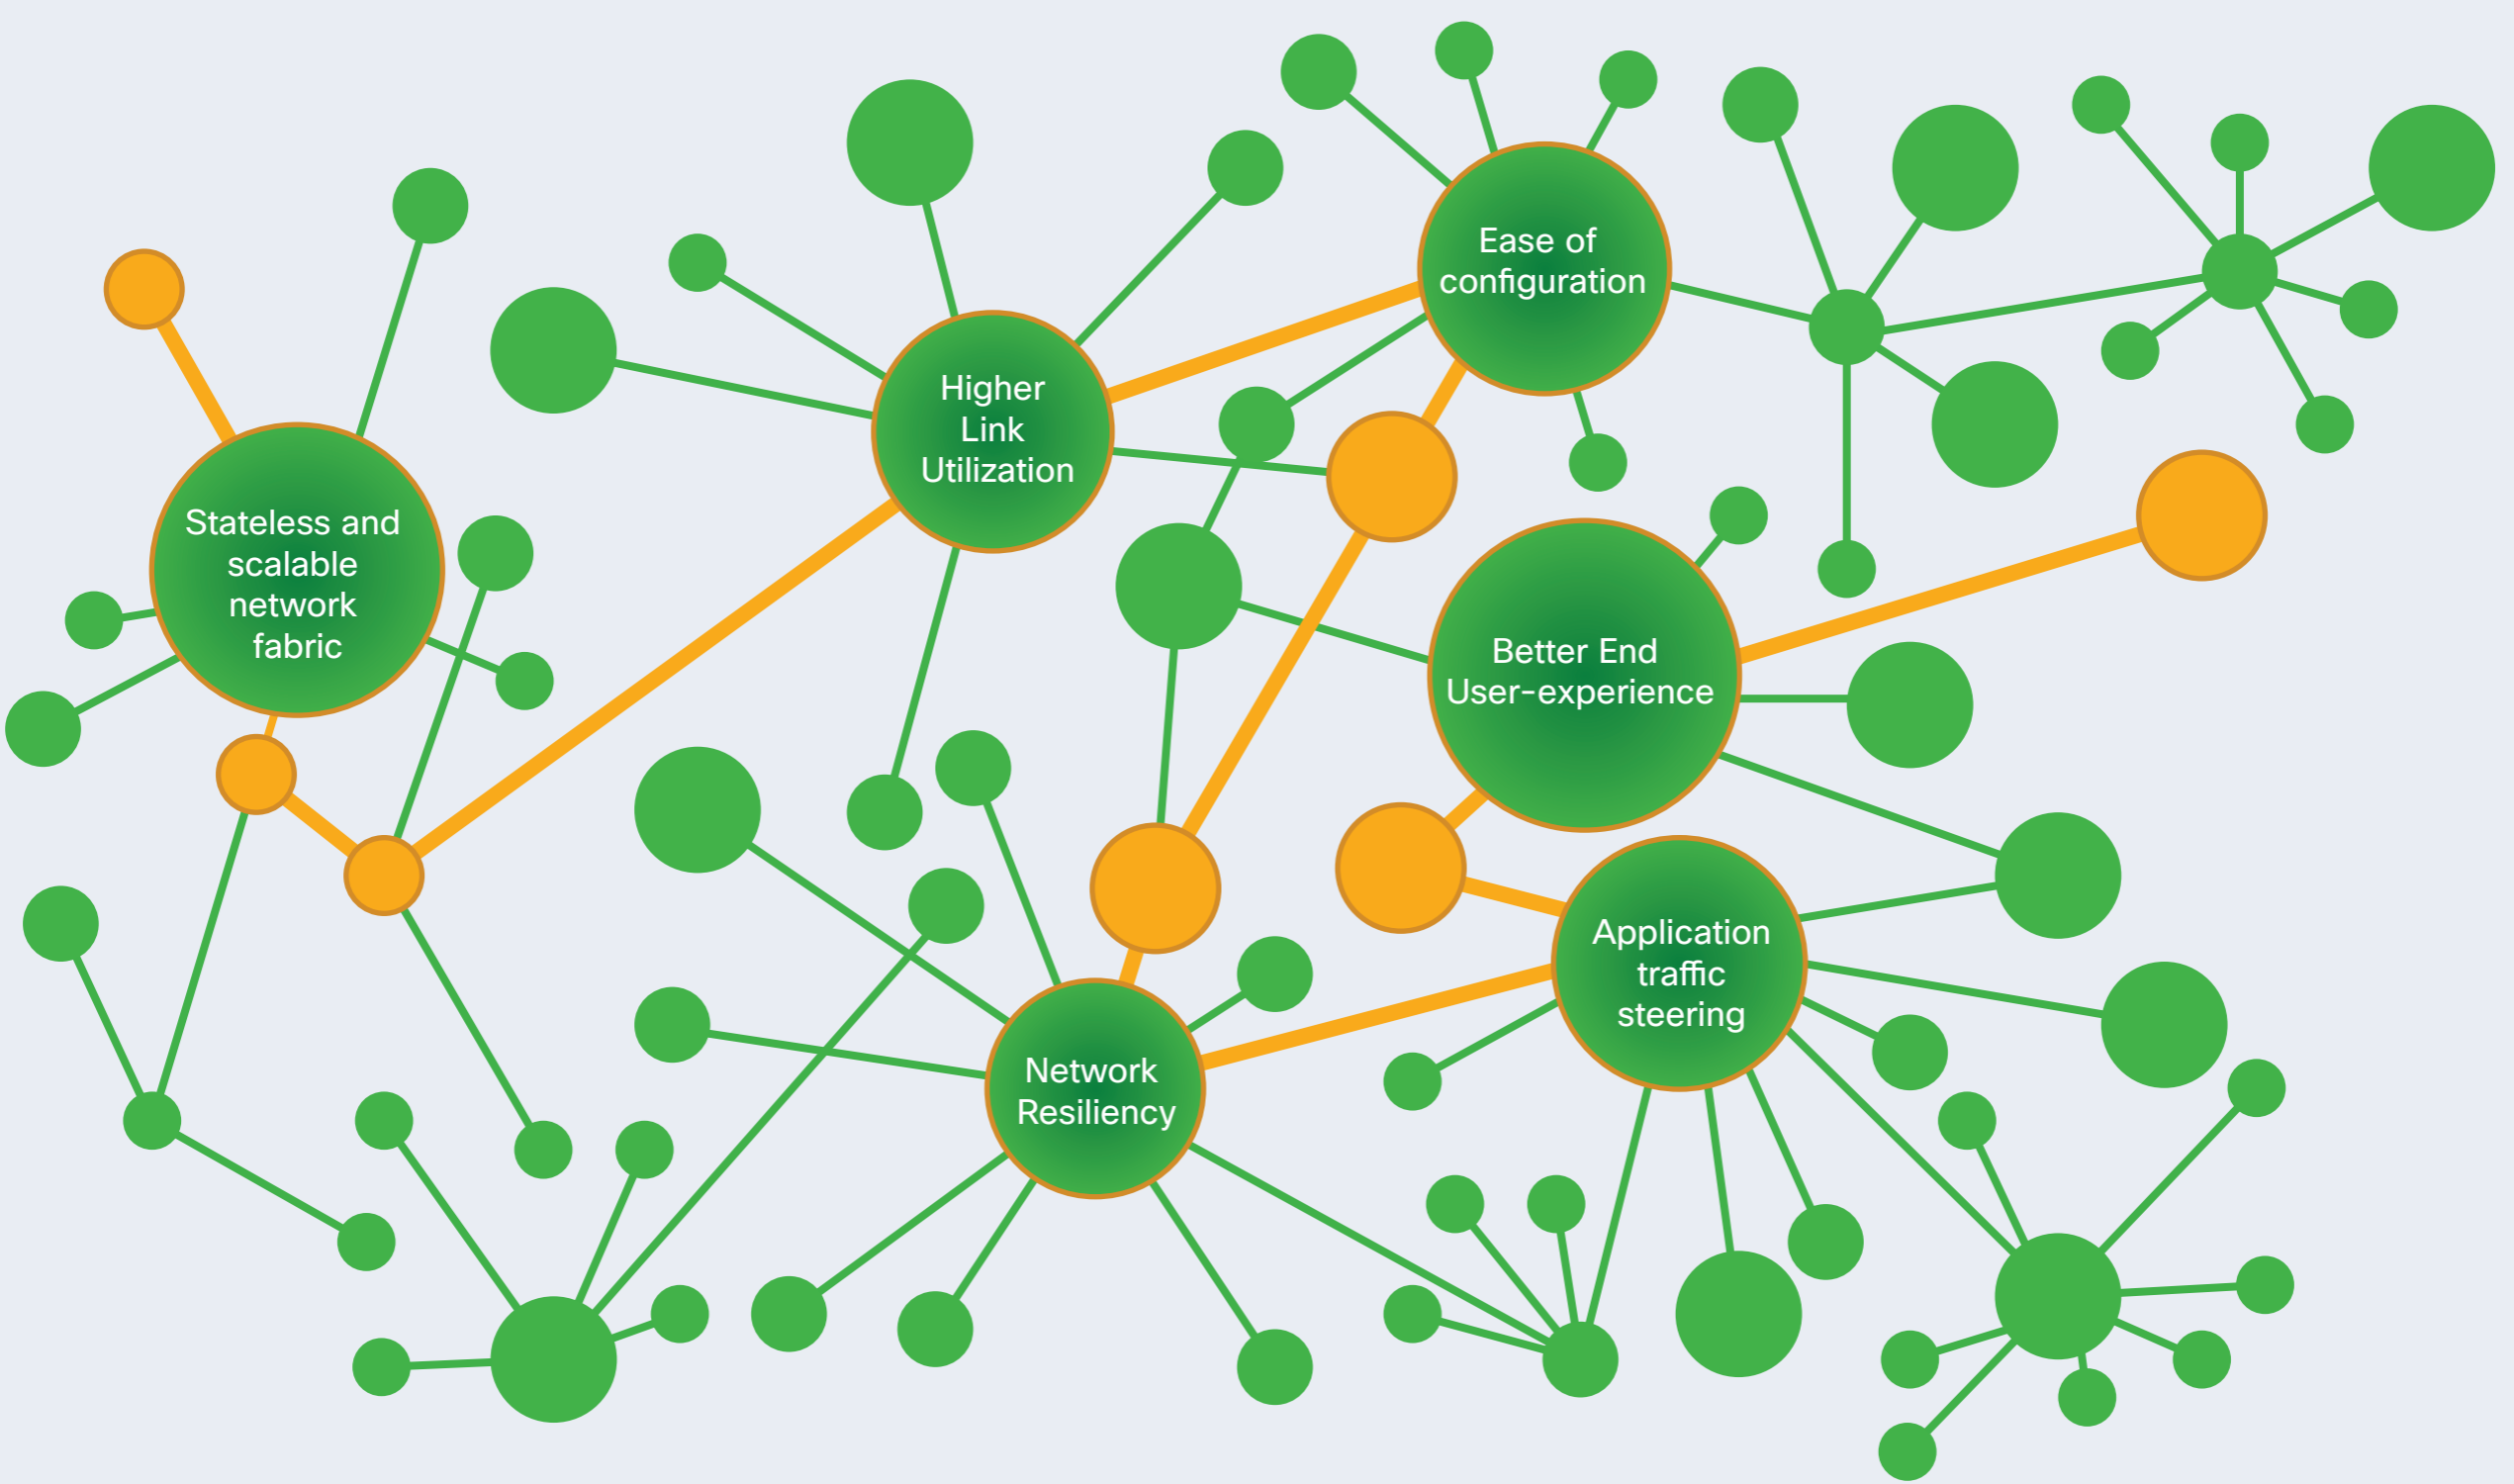 Ease of
configuration
Higher
Link
Utilization
Stateless and
scalable
network
fabric
Better End
User-experience
Application
traffic
steering
Network
Resiliency